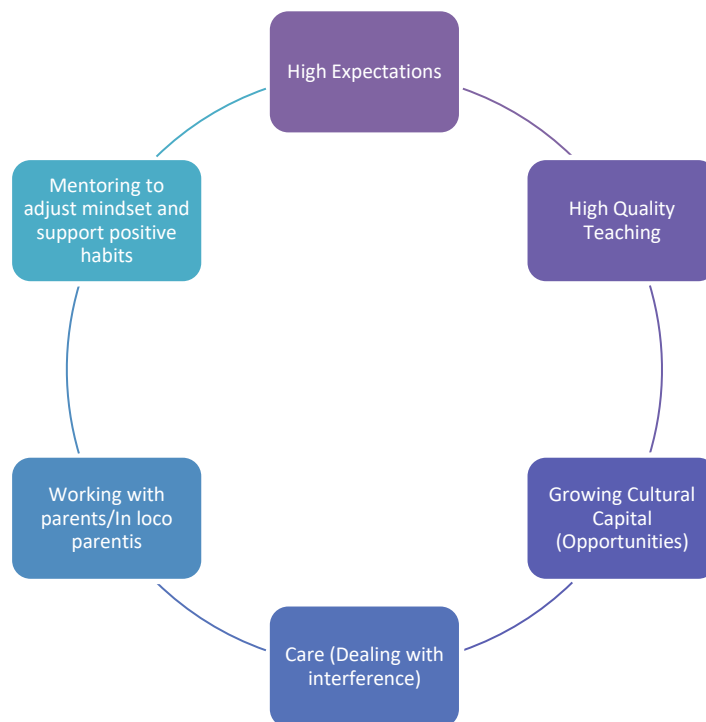 High Expectations
High Quality
Teaching
Growing Cultural
Capital
(Opportunities)
Care (Dealing with
interference)
Working with
parents/In loco
parentis
Mentoring to
adjust mindset and
support positive
habits